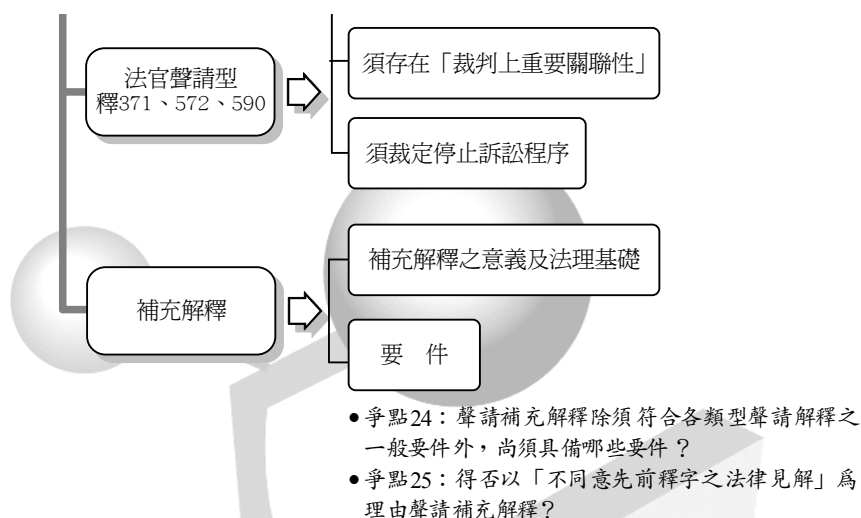 法官聲請型
釋371、572、590
須存在「裁判上重要關聯性」
須裁定停止訴訟程序
補充解釋
補充解釋之意義及法理基礎
要 件
•爭點24：聲請補充解釋除須符合各類型聲請解釋之
一般要件外，尚須具備哪些要件？
•爭點25：得否以「不同意先前釋字之法律見解」為
理由聲請補充解釋？